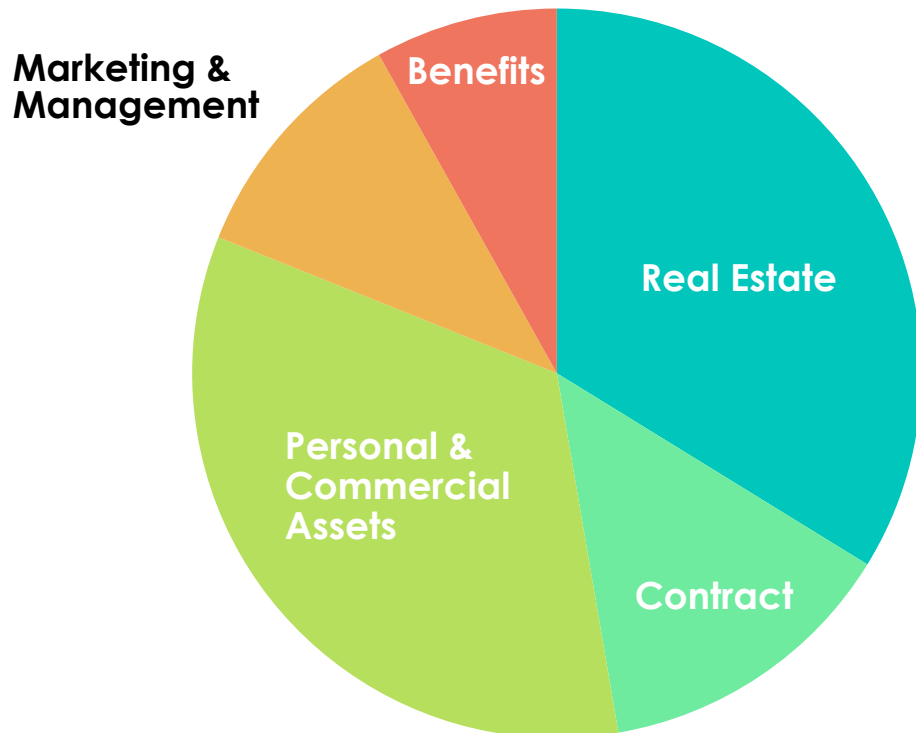 Marketing &
Management
Benefits
Real Estate
Personal &
Commercial
Assets
Contract